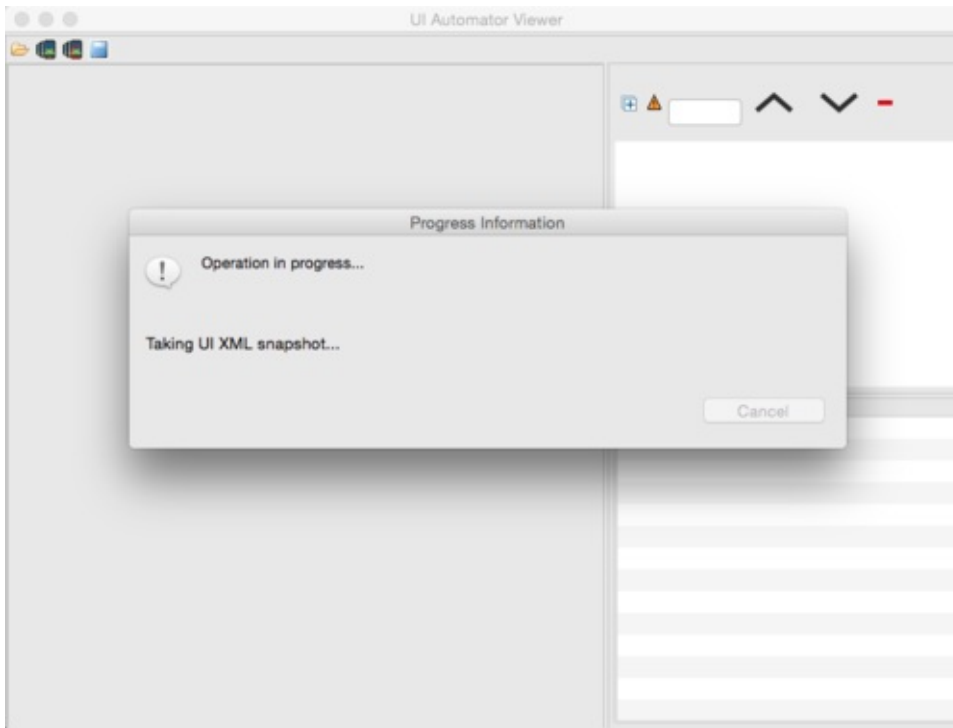 UI Automator Viewer
Progress Information
Operation in progress...
Taking UI XML snapshot...
Cancel